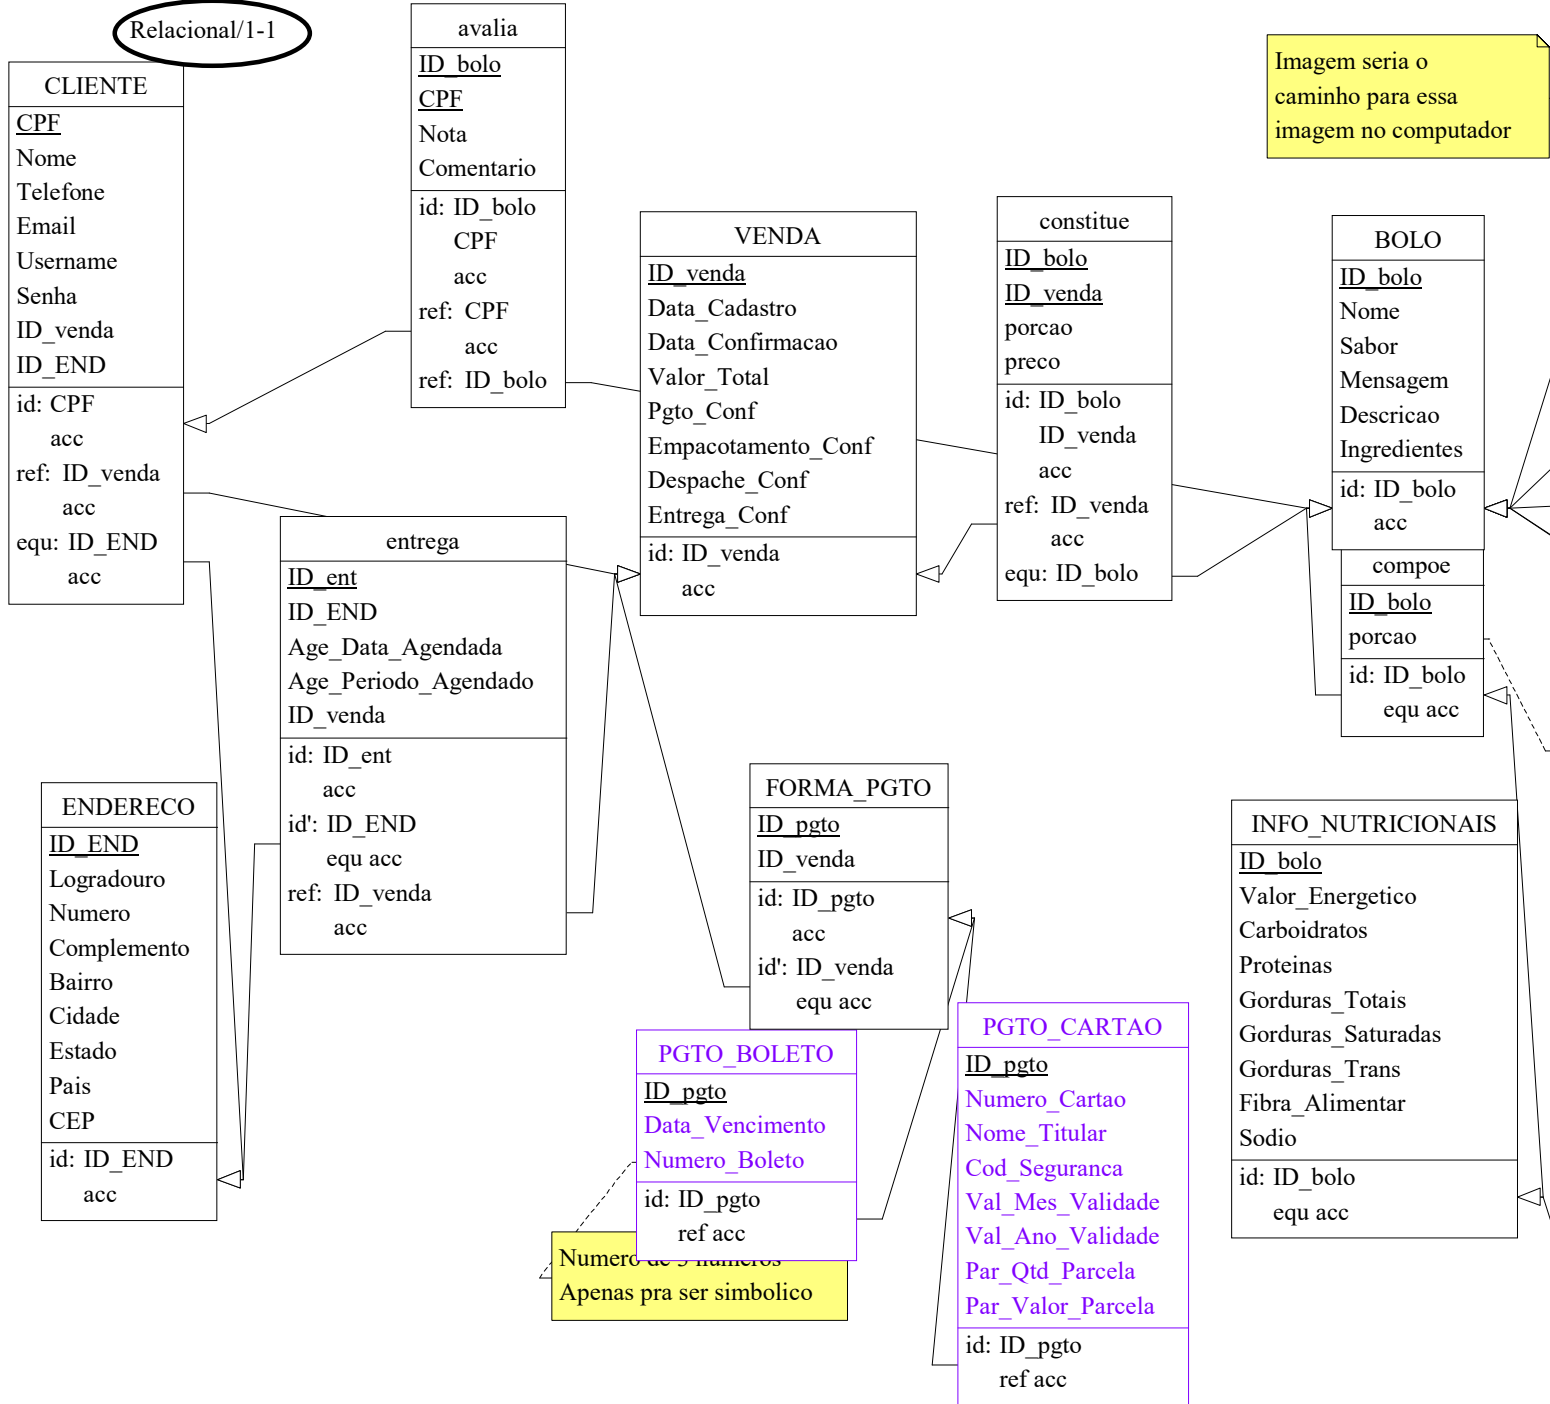 Relacional/1-1
CLIENTE
CPF
Nome
Telefone
Email
Username
Senha
ID_venda
ID_END
id: CPF
acc
ref: ID_venda
acc
equ: ID_END
acc
avalia
ID_bolo
CPF
Nota
Comentario
id: ID_bolo
CPF
acc
ref: CPF
acc
ref: ID_bolo
VENDA
ID_venda
Data_Cadastro
Data_Confirmacao
Valor_Total
Pgto_Conf
Empacotamento_Conf
Despache_Conf
Entrega_Conf
id: ID_venda
acc
constitue
ID_bolo
ID_venda
porcao
preco
id: ID_bolo
ID_venda
acc
ref: ID_venda
acc
equ: ID_bolo
Imagem seria o
caminho para essa
imagem no computador
BOLO
ID_bolo
Nome
Sabor
Mensagem
Descricao
Ingredientes
id: ID_bolo
acc
compoe
ID_bolo
porcao
id: ID_bolo
equ acc
entrega
ID_ent
ID_END
Age_Data_Agendada
Age_Periodo_Agendado
ID_venda
id: ID_ent
acc
id': ID_END
equ acc
ref: ID_venda
acc
ENDERECO
ID_END
Logradouro
Numero
Complemento
Bairro
Cidade
Estado
Pais
CEP
id: ID_END
acc
FORMA_PGTO
ID_pgto
ID_venda
id: ID_pgto
acc
id': ID_venda
equ acc
PGTO_BOLETO
ID_pgto
Data_Vencimento
Numero_Boleto
id: ID_pgto
ref acc
Numero de numeros
Apenas pra ser simbolico
PGTO_CARTAO
ID_pgto
Numero_Cartao
Nome_Titular
Cod_Seguranca
Val_Mes_Validade
Val_Ano_Validade
Par_Qtd_Parcela
Par_Valor_Parcela
id: ID_pgto
ref acc
INFO_NUTRICIONAIS
ID_bolo
Valor_Energetico
Carboidratos
Proteinas
Gorduras_Totais
Gorduras_Saturadas
Gorduras_Trans
Fibra_Alimentar
Sodio
id: ID_bolo
equ acc